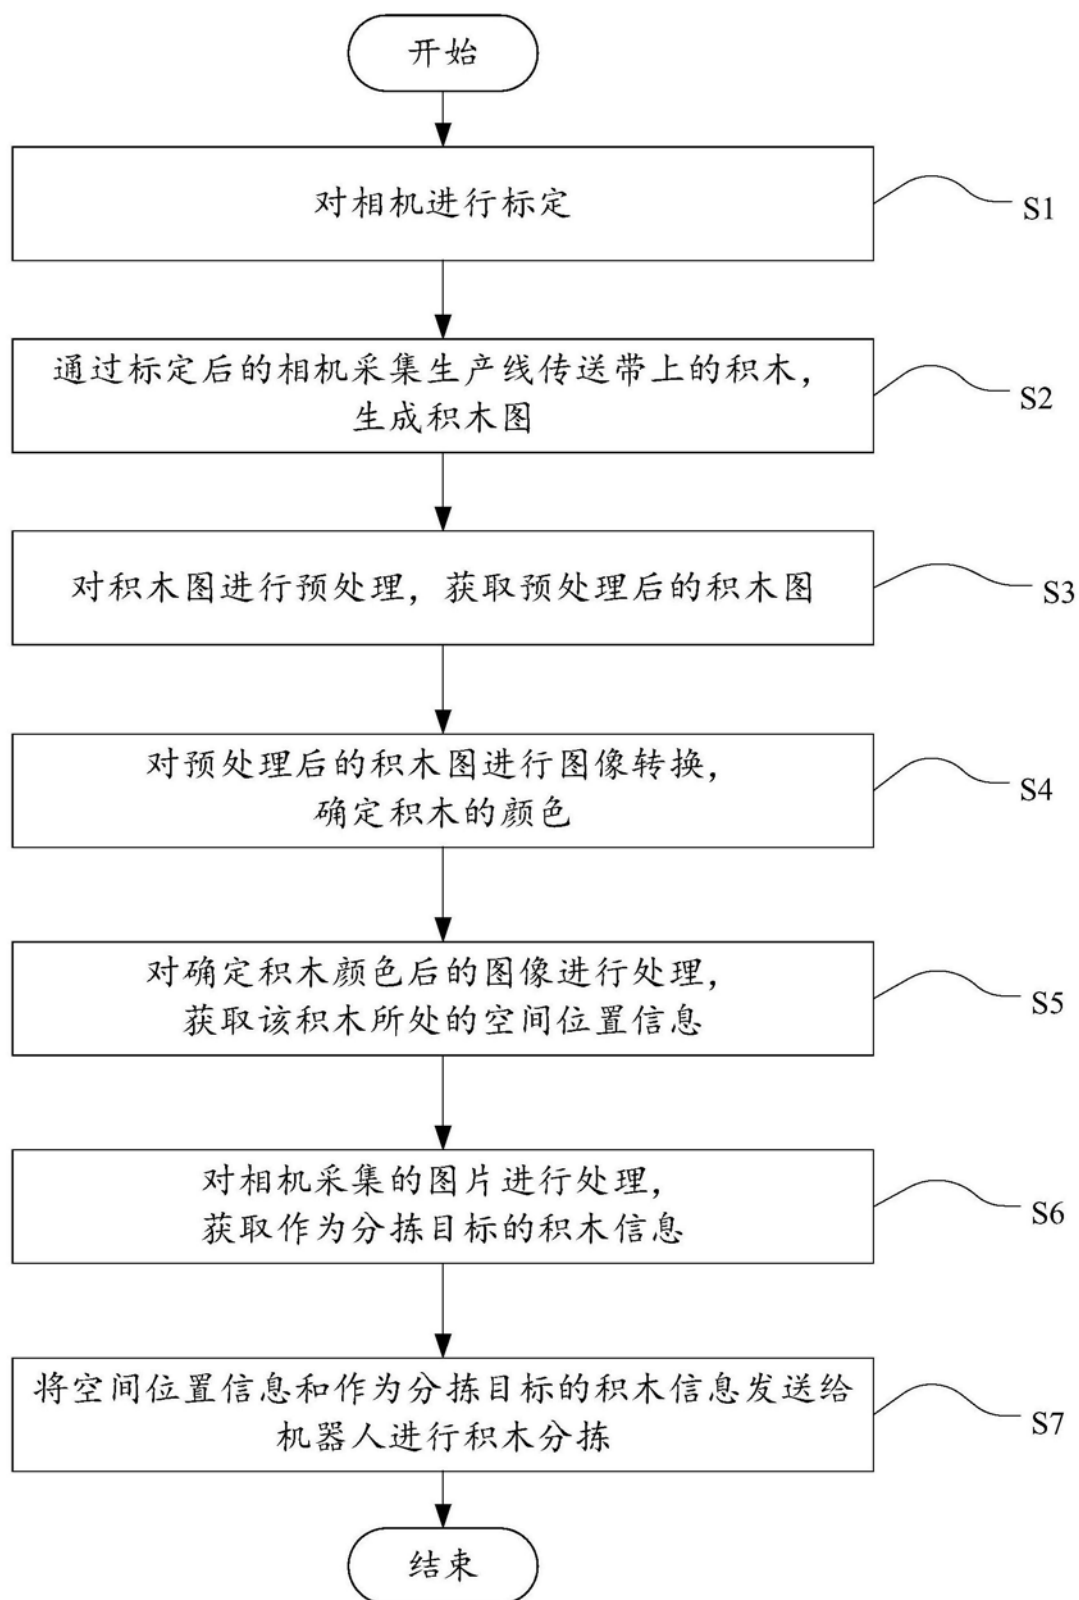 开始
对相机进行标定
S1
通过标定后的相机采集生产线传送带上的积木，
生成积木图
S2
对积木图进行预处理，获取预处理后的积木图
S3
对预处理后的积木图进行图像转换，
确定积木的颜色
S4
对确定积木颜色后的图像进行处理，
获取该积木所处的空间位置信息
S5
对相机采集的图片进行处理，
获取作为分拣目标的积木信息
S6
将空间位置信息和作为分拣目标的积木信息发送给
机器人进行积木分拣
S7
结束